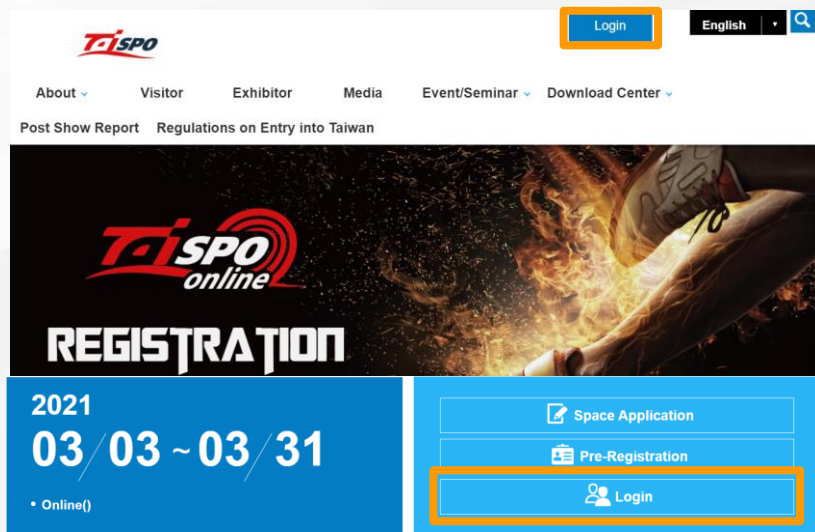 TaiSPO
Login
English
About
Visitor
Exhibitor
Media
Event/Seminar
Download Center
Post Show Report
Regulations on Entry into Taiwan
TaiSPO
online
REGISTRATION
2021
03/03 ~ 03/31
• Online()
Space Application
Pre-Registration
Login